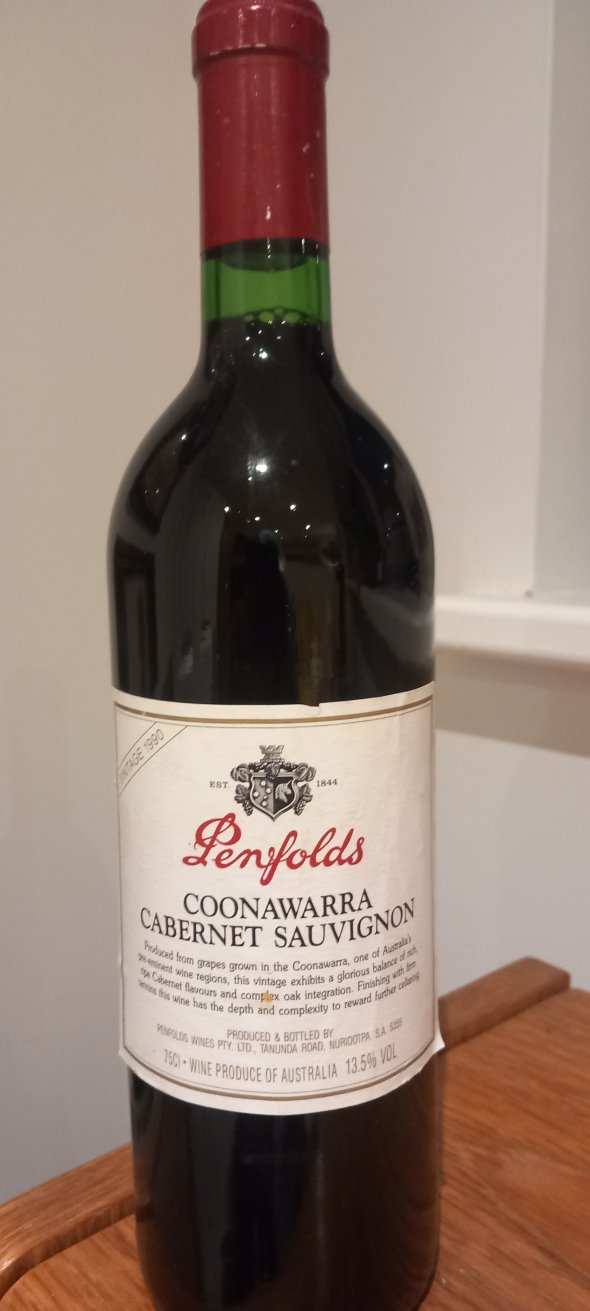 VINTAGE 1990
EST. 1844
Penfolds
COONAWARRA
CABERNET SAUVIGNON
Produced from grapes grown in the Coonawarra, one of Australia's
pre-eminent wine regions, this vintage exhibits a glorious balance of rich,
ripe Cabernet flavours and complex oak integration. Finishing with firm
tannins this wine has the depth and complexity to reward further cellaring.
PRODUCED & BOTTLED BY
PENFOLDS WINES PTY. LTD., TANUNDA ROAD, NURIOOTPA S.A. 5355
75Cl • WINE PRODUCE OF AUSTRALIA 13.5% VOL